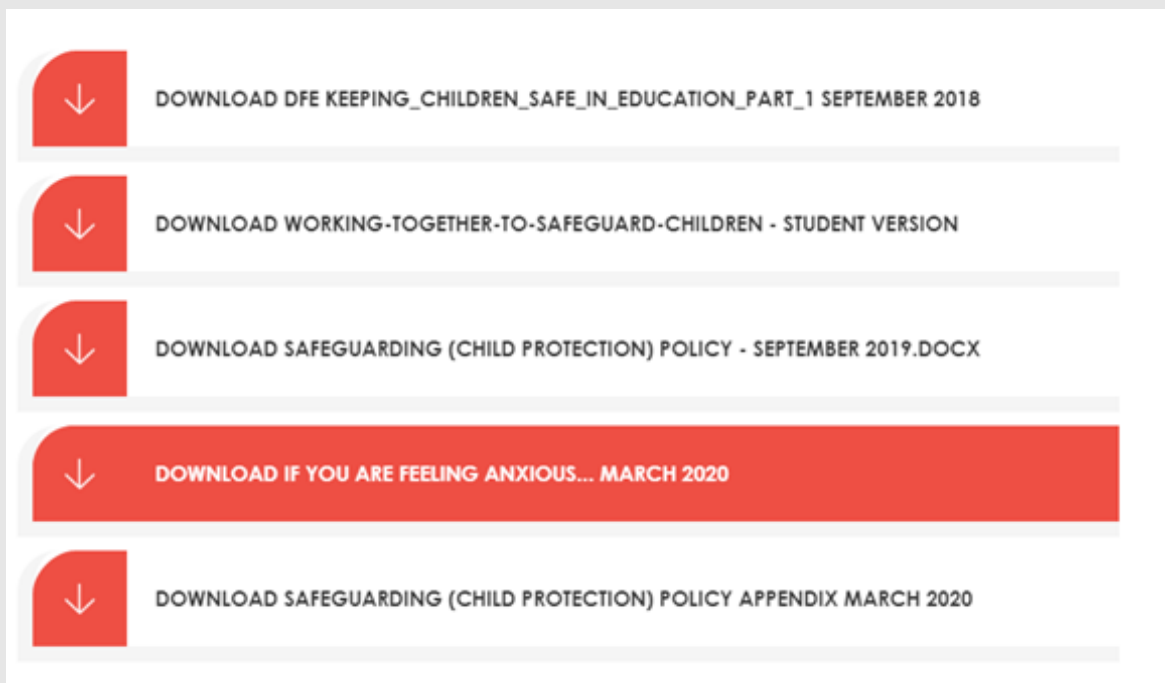 DOWNLOAD DFE KEEPING_CHILDREN_SAFE_IN_EDUCATION_PART_1 SEPTEMBER 2018
DOWNLOAD WORKING-TOGETHER-TO-SAFEGUARD-CHILDREN - STUDENT VERSION
DOWNLOAD SAFEGUARDING (CHILD PROTECTION) POLICY - SEPTEMBER 2019.DOCX
DOWNLOAD IF YOU ARE FEELING ANXIOUS... MARCH 2020
DOWNLOAD SAFEGUARDING (CHILD PROTECTION) POLICY APPENDIX MARCH 2020